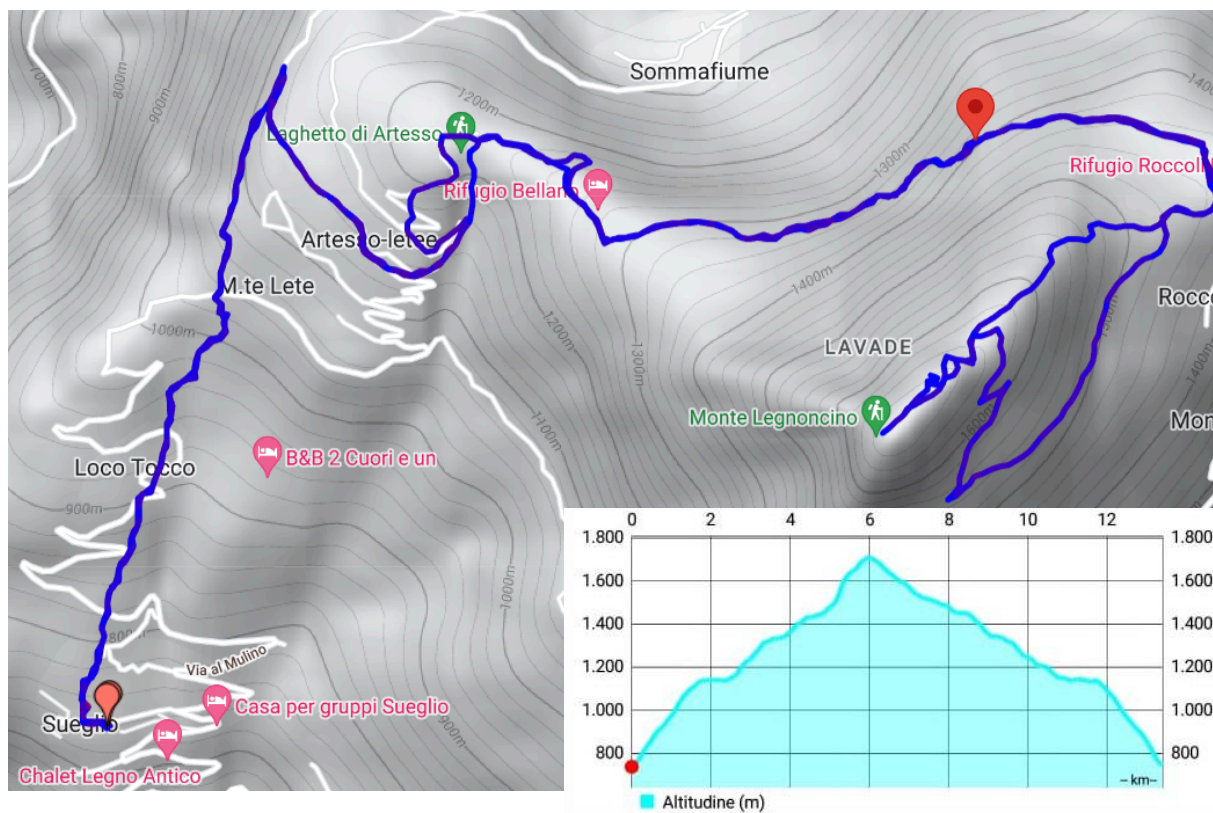 Sommafiume
700m
800m
900m
1200m
1400
Laghetto di Artesso
1300m
Rifugio Bellano
Rifugio Roccoli
Artesso-letee
M.te Lete
1400m
Rocco
1000m
1200m
1300m
1300m
LAVADE
1400m
Monte Legnoncino
1600m
Mon
1100m
B&B 2 Cuori e un
Loco Tocco
900m
1000m
800m
Via al Mulino
Casa per gruppi Sueglio
Sueglio
900m
Chalet Legno Antico
0 2 4 6 8 10 12
1.800 1.800
1.600 1.600
1.400 1.400
1.200 1.200
1.000 1.000
800 800
-- km--
Altitudine (m)